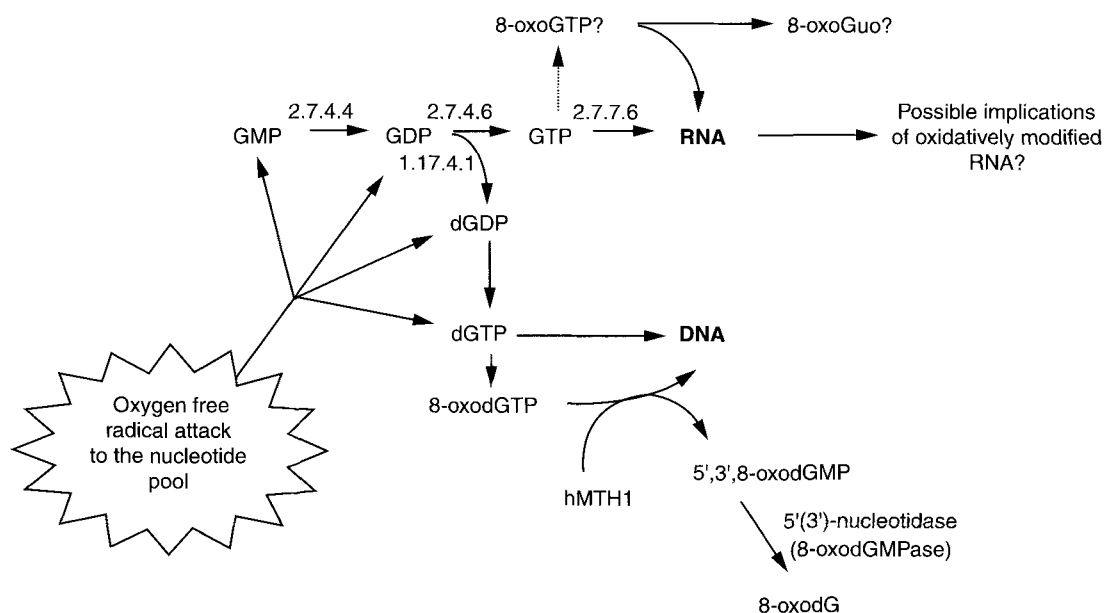 8-oxoGTP?
8-oxoGuo?
2.7.4.4
2.7.4.6
2.7.7.6
GMP
GDP
GTP
RNA
Possible implications
of oxidatively modified
RNA?
1.17.4.1
dGDP
dGTP
DNA
8-oxodGTP
Oxygen free
radical attack
to the nucleotide
pool
hMTH1
5',3',8-oxodGMP
5'(3')-nucleotidase
(8-oxodGMPase)
8-oxodG